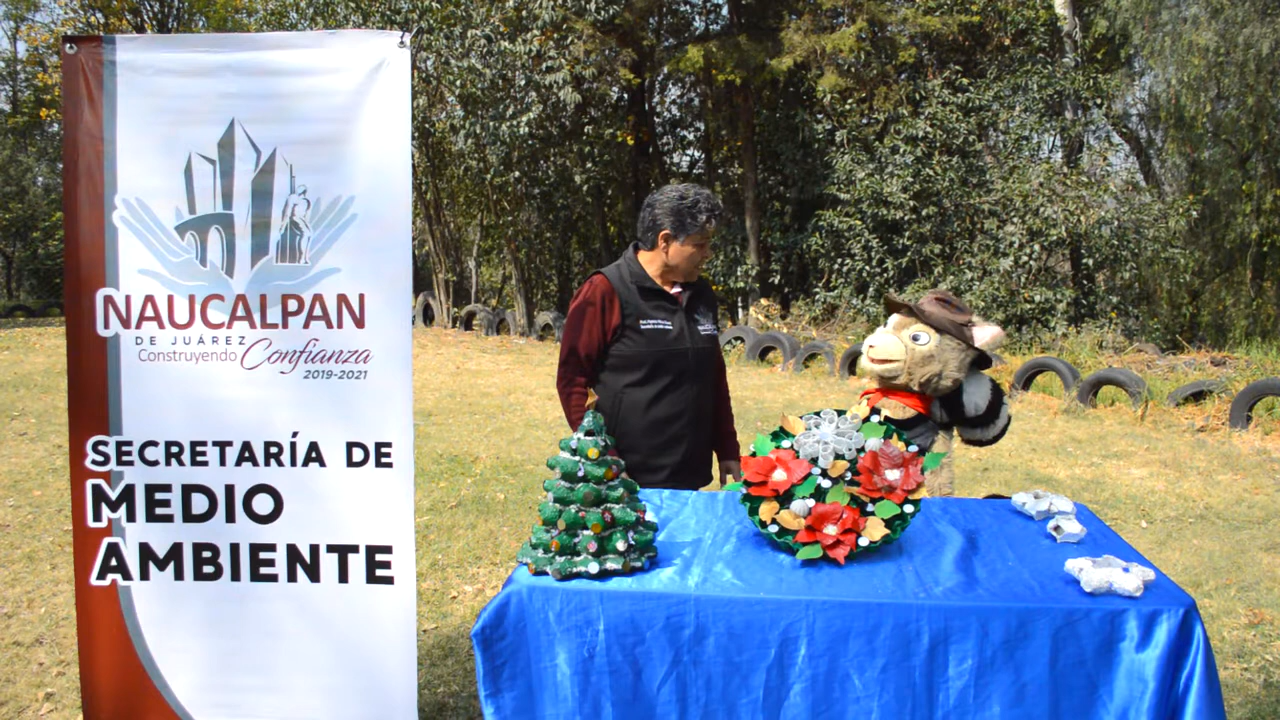 NAUCALPAN
DE JUÁREZ
Construyendo Confianza
2019-2021
SECRETARÍA DE
MEDIO
AMBIENTE